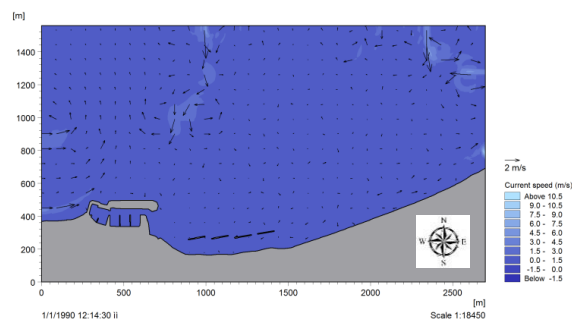 [m]
1400
1200
1000
800
600
400
200
0
0 500 1000 1500 2000 2500
[m]
1/1/1990 12:14:30 ii
Scale 1:18450
N
W E
S
2 m/s
Current speed (m/s)
Above 10.5
9.0 - 10.5
7.5 - 9.0
6.0 - 7.5
4.5 - 6.0
3.0 - 4.5
1.5 - 3.0
0.0 - 1.5
-1.5 - 0.0
Below -1.5